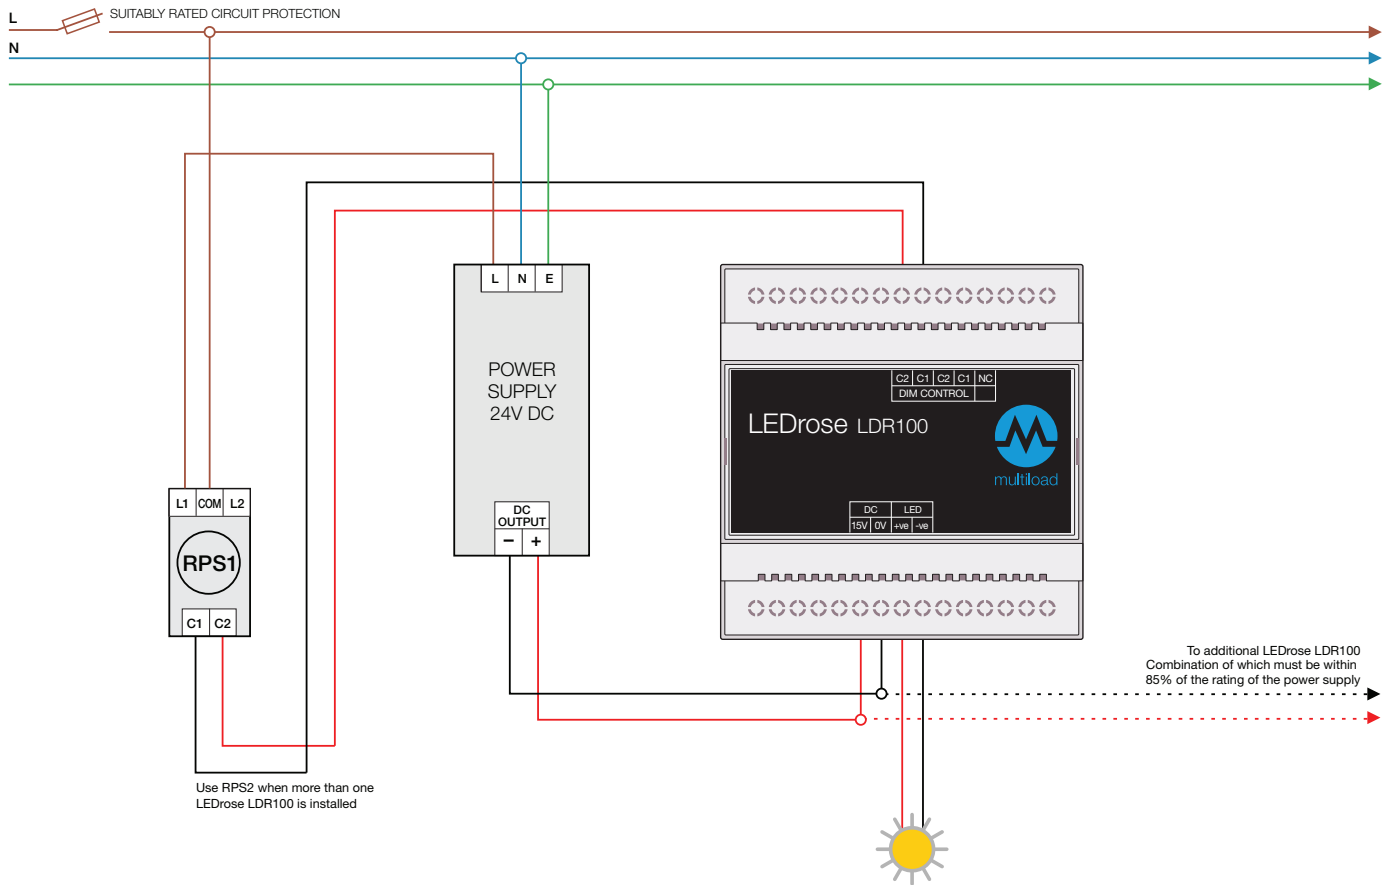 L
SUITABLY RATED CIRCUIT PROTECTION
N
L N E
POWER
SUPPLY
24V DC
DC
OUTPUT
− +
L1 COM L2
RPS1
C1 C2
Use RPS2 when more than one
LEDrose LDR100 is installed
C2 C1 C2 C1 NC
DIM CONTROL
LEDrose LDR100
multiload
DC LED
15V 0V +ve -ve
To additional LEDrose LDR100
Combination of which must be within
85% of the rating of the power supply